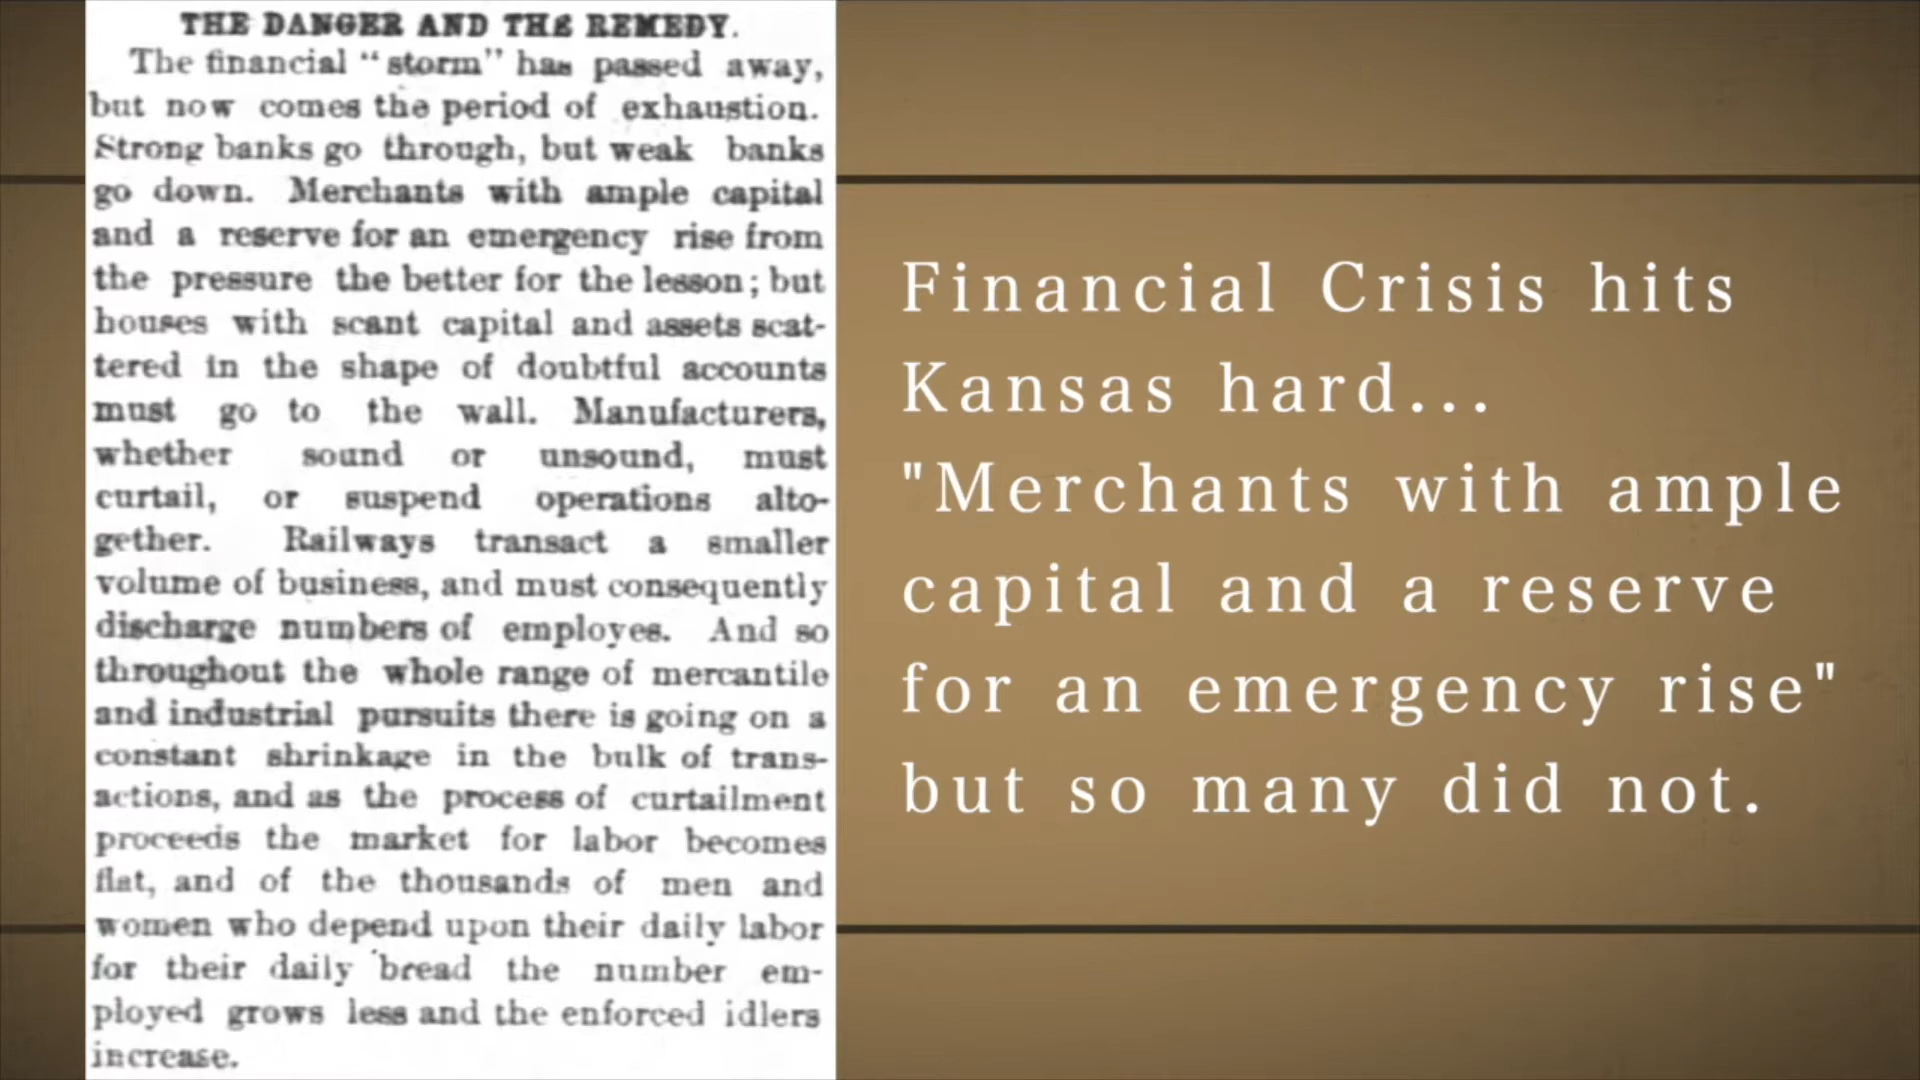 THE DANGER AND THE REMEDY.
The financial "storm" has passed away,
but now comes the period of exhaustion.
Strong banks go through, but weak banks
go down. Merchants with ample capital
and a reserve for an emergency rise from
the pressure the better for the lesson; but
houses with scant capital and assets scat-
tered in the shape of doubtful accounts
must go to the wall. Manufacturers,
whether sound or unsound, must
curtail, or suspend operations alto-
gether. Railways transact a smaller
volume of business, and must consequently
discharge numbers of employes. And so
throughout the whole range of mercantile
and industrial pursuits there is going on a
constant shrinkage in the bulk of trans-
actions, and as the process of curtailment
proceeds the market for labor becomes
flat, and of the thousands of men and
women who depend upon their daily labor
for their daily bread the number em-
ployed grows less and the enforced idlers
increase.
Financial Crisis hits
Kansas hard...
"Merchants with ample
capital and a reserve
for an emergency rise"
but so many did not.